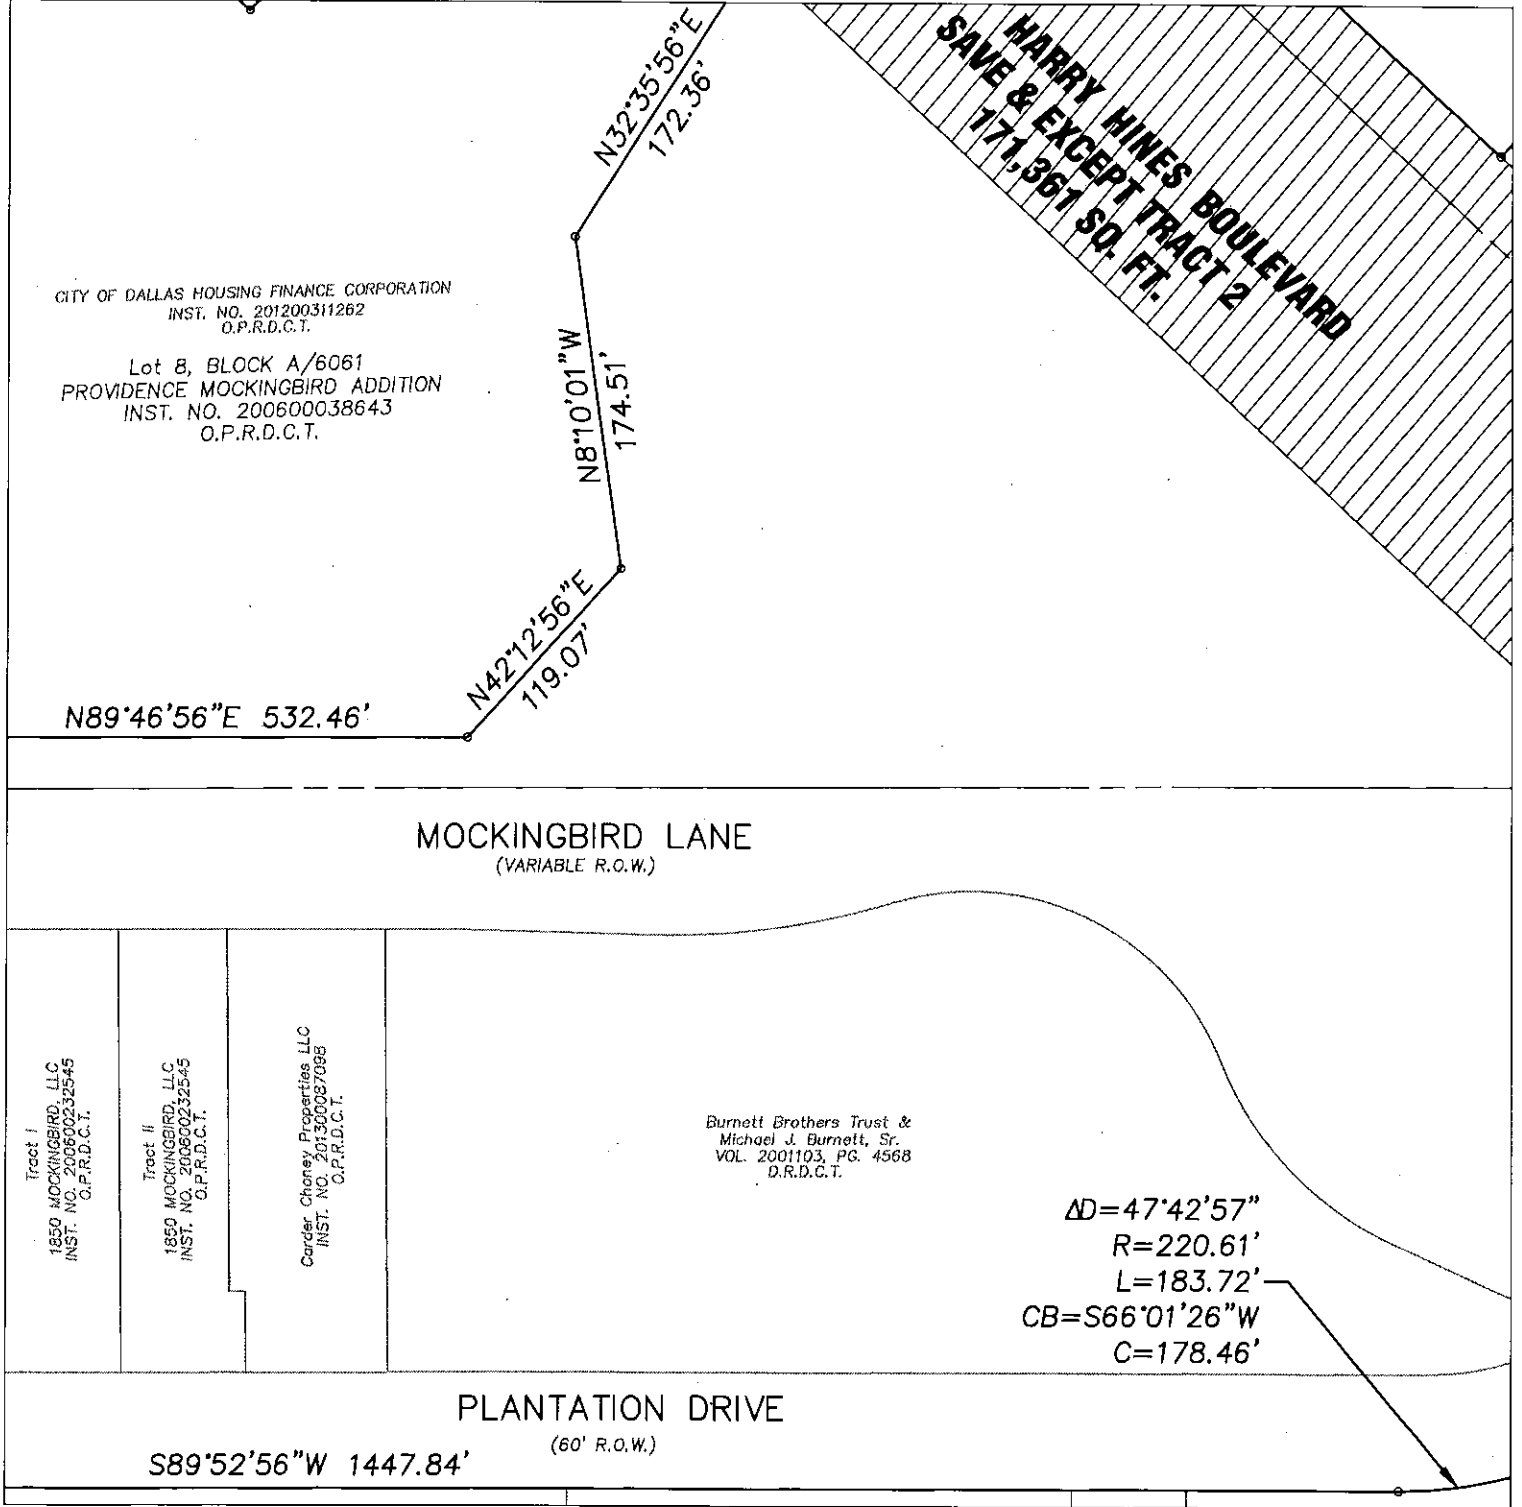 HARRY HINES BOULEVARD
SAVE & EXCEPT TRACT 2
171,361 SQ. FT.
N32°35'56"E
172.36'
CITY OF DALLAS HOUSING FINANCE CORPORATION
INST. NO. 201200311262
O.P.R.D.C.T.
Lot 8, BLOCK A/6061
PROVIDENCE MOCKINGBIRD ADDITION
INST. NO. 200600038643
O.P.R.D.C.T.
N8°10'01"W
174.51'
N42°12'56"E
119.07'
N89°46'56"E 532.46'
MOCKINGBIRD LANE
(VARIABLE R.O.W.)
Tract I
1850 MOCKINGBIRD, LLC
INST. NO. 200600232545
O.P.R.D.C.T.
Tract II
1850 MOCKINGBIRD, LLC
INST. NO. 200600232545
O.P.R.D.C.T.
Carder Choney Properties LLC
INST. NO. 201300087098
O.P.R.D.C.T.
Burnett Brothers Trust &
Michael J. Burnett, Sr.
VOL. 2001103, PG. 4568
D.R.D.C.T.
ΔD=47°42'57"
R=220.61'
L=183.72'
CB=S66°01'26"W
C=178.46'
PLANTATION DRIVE
(60' R.O.W.)
S89°52'56"W 1447.84'